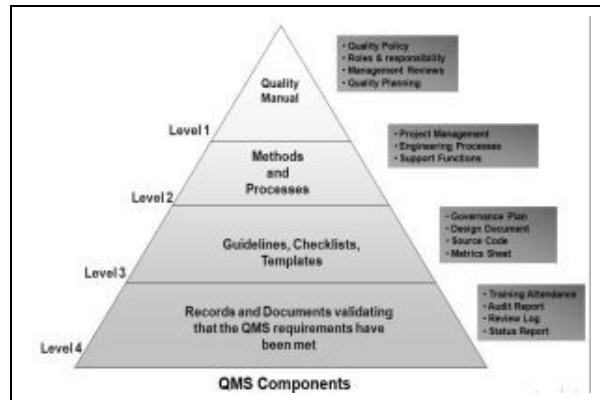 • Quality Policy
• Roles & responsibility
• Management Reviews
• Quality Planning
Quality
Manual
Level 1
• Project Management
• Engineering Processes
• Support Functions
Methods
and
Processes
Level 2
• Governance Plan
• Design Document
• Source Code
• Metrics Sheet
Guidelines, Checklists,
Templates
Level 3
• Training Attendance
• Audit Report
• Review Log
• Status Report
Records and Documents validating
that the QMS requirements have
been met
Level 4
QMS Components